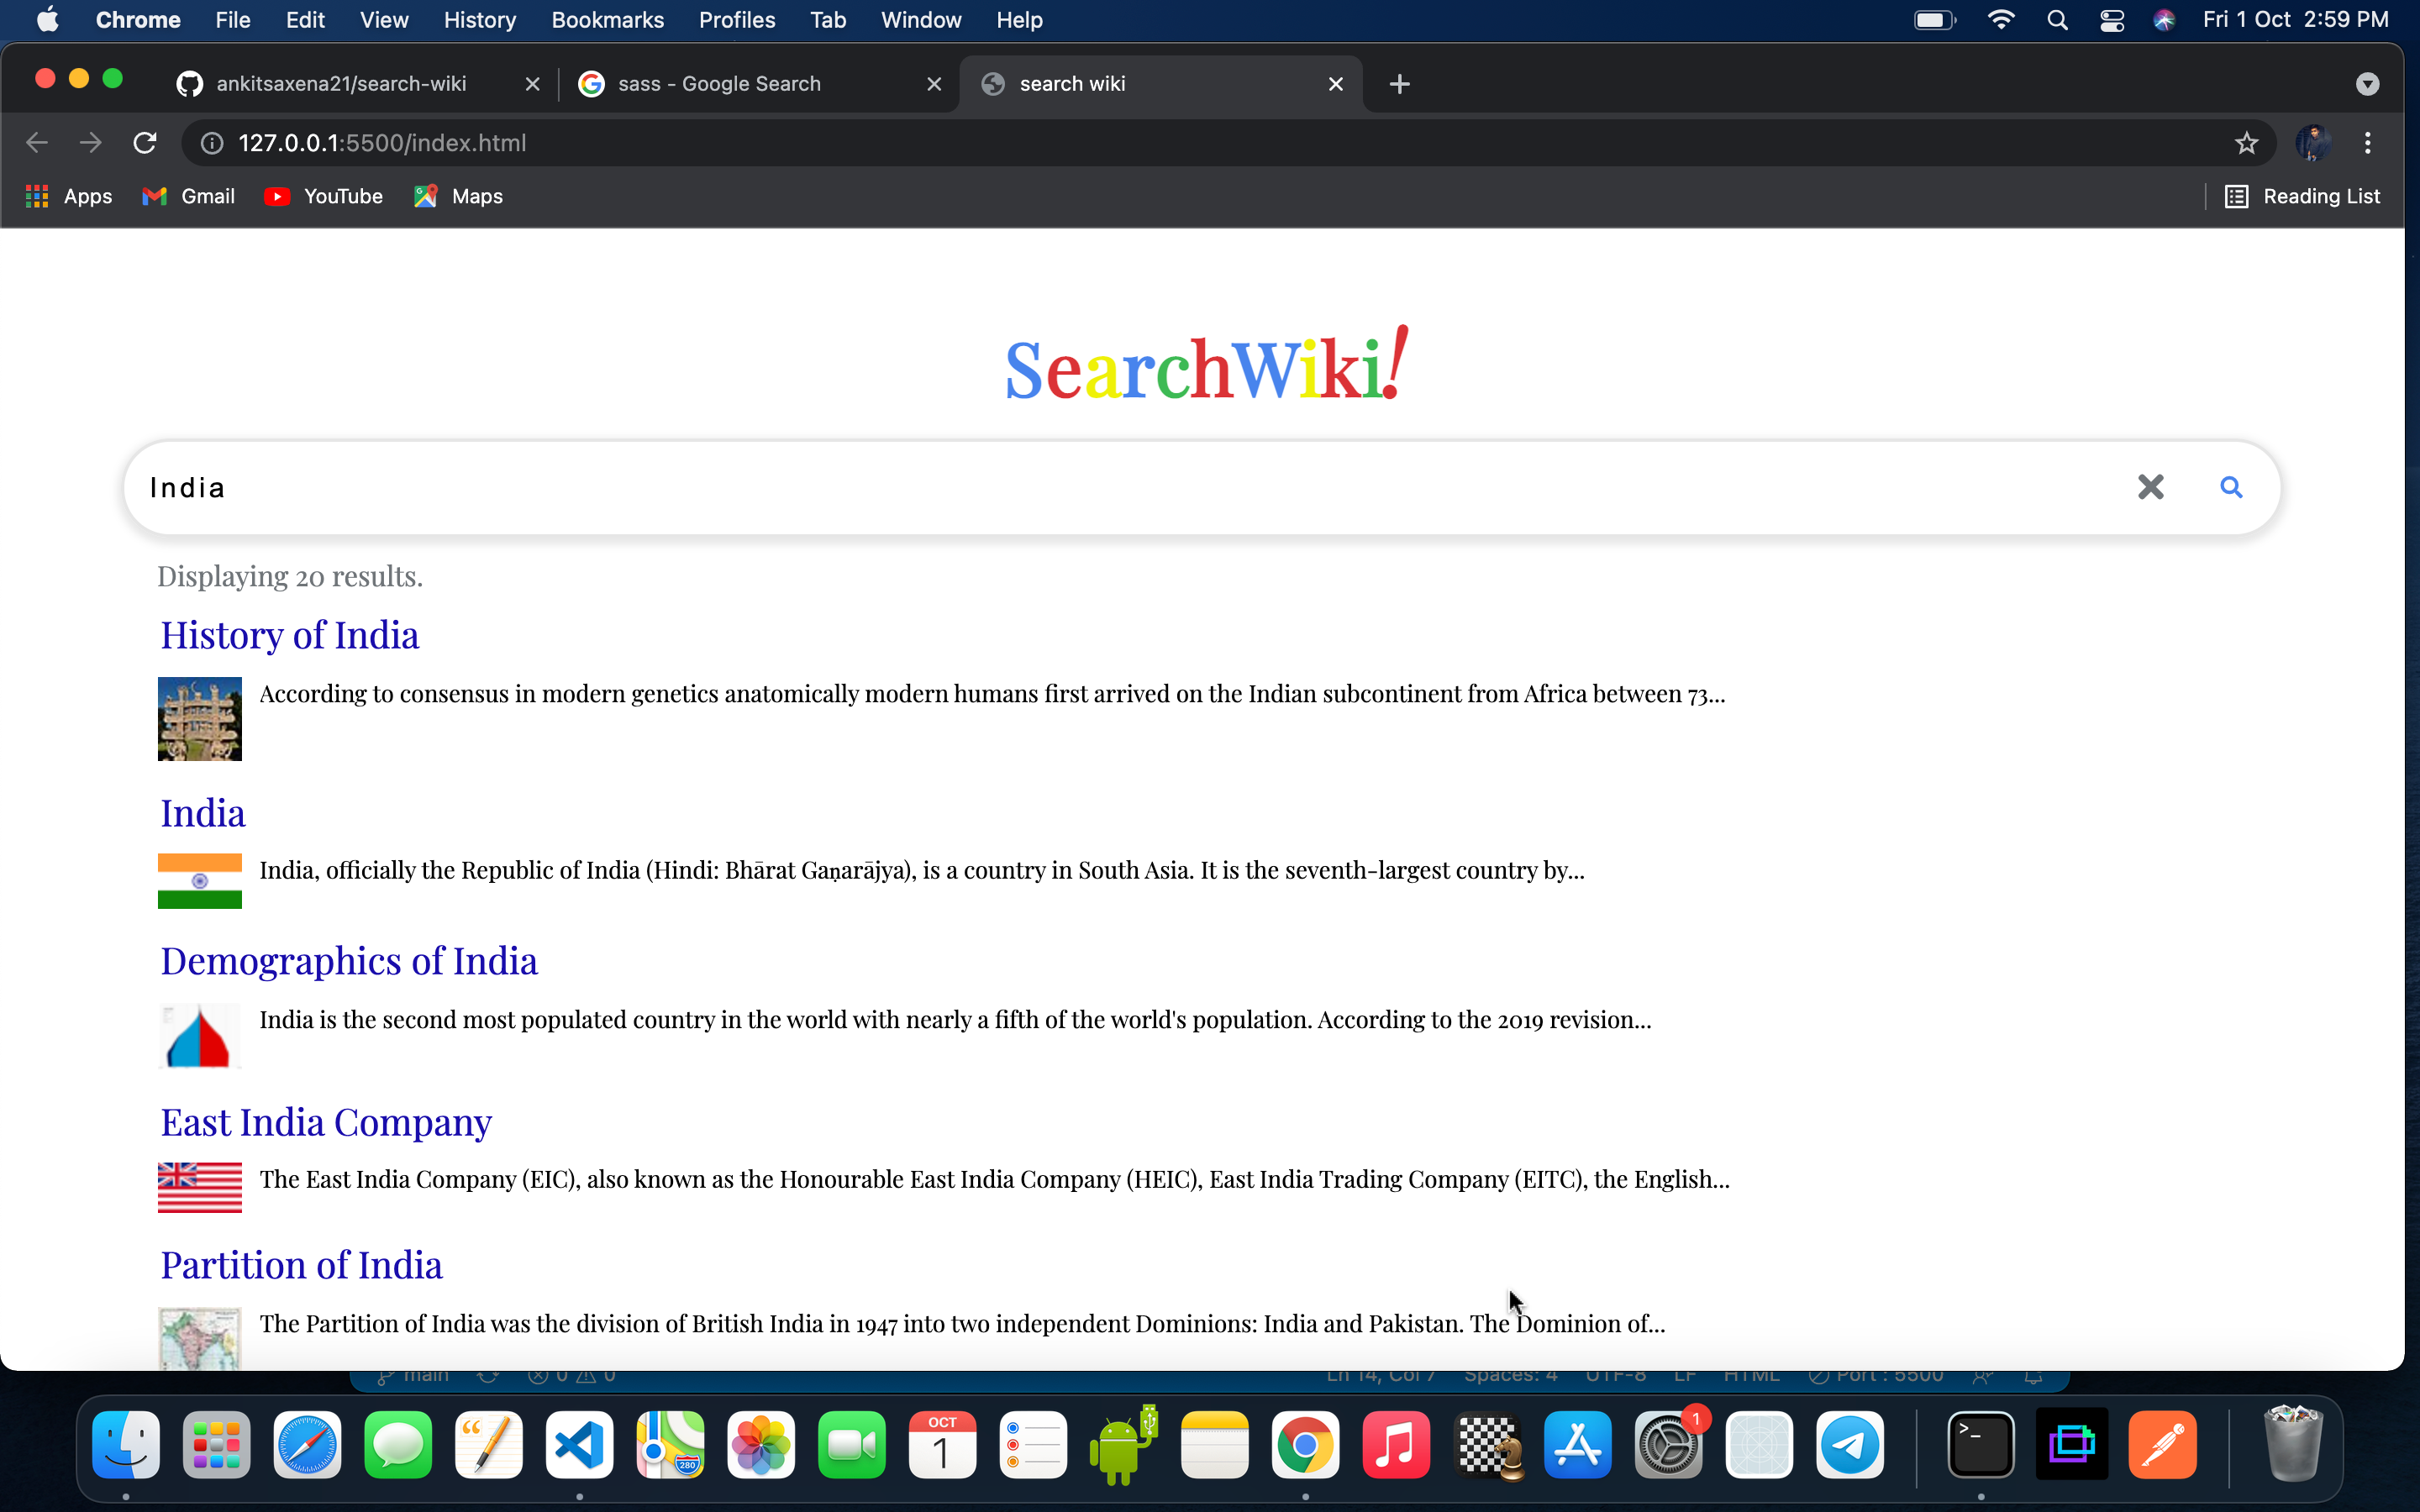 Chrome File Edit View History Bookmarks Profiles Tab Window Help Fri 1 Oct 2:59 PM
ankitsaxena21/search-wiki sass - Google Search search wiki
127.0.0.1:5500/index.html
Apps Gmail YouTube Maps Reading List
SearchWiki!
India
Displaying 20 results.
History of India
According to consensus in modern genetics anatomically modern humans first arrived on the Indian subcontinent from Africa between 73...
India
India, officially the Republic of India (Hindi: Bhārat Gaṇarājya), is a country in South Asia. It is the seventh-largest country by...
Demographics of India
India is the second most populated country in the world with nearly a fifth of the world's population. According to the 2019 revision...
East India Company
The East India Company (EIC), also known as the Honourable East India Company (HEIC), East India Trading Company (EITC), the English...
Partition of India
The Partition of India was the division of British India in 1947 into two independent Dominions: India and Pakistan. The Dominion of...
main 0 0 Ln 14, Col 7 Spaces: 4 UTF-8 LF HTML Port : 5500
OCT
1
280
1
>_